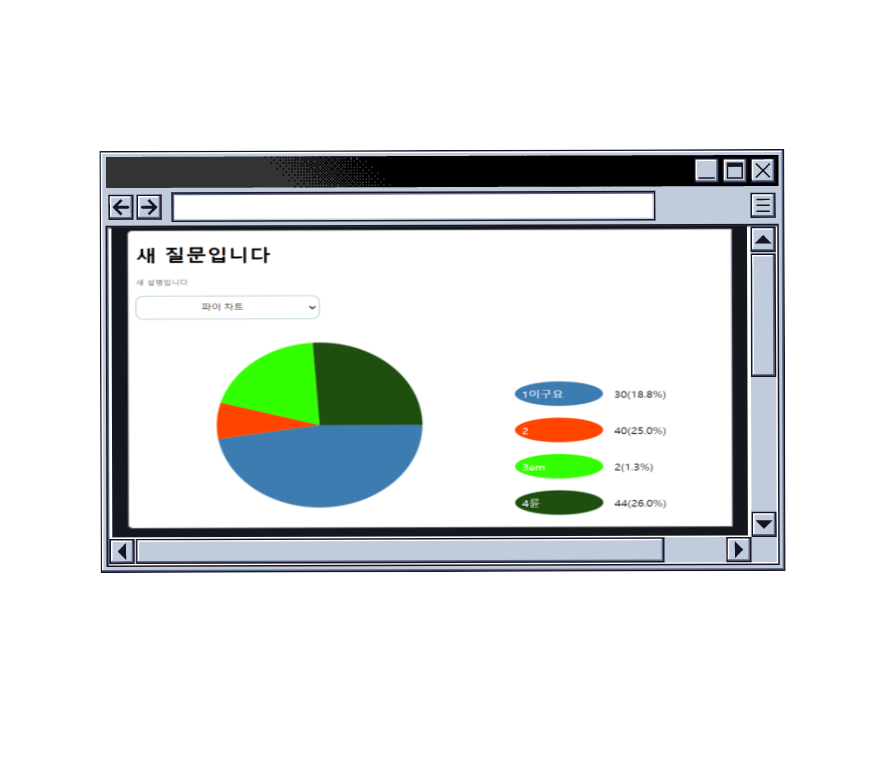 새 질문입니다
새 설명입니다
파이 차트
1이구요 30(18.8%)
2 40(25.0%)
3am 2(1.3%)
4륜 44(26.0%)